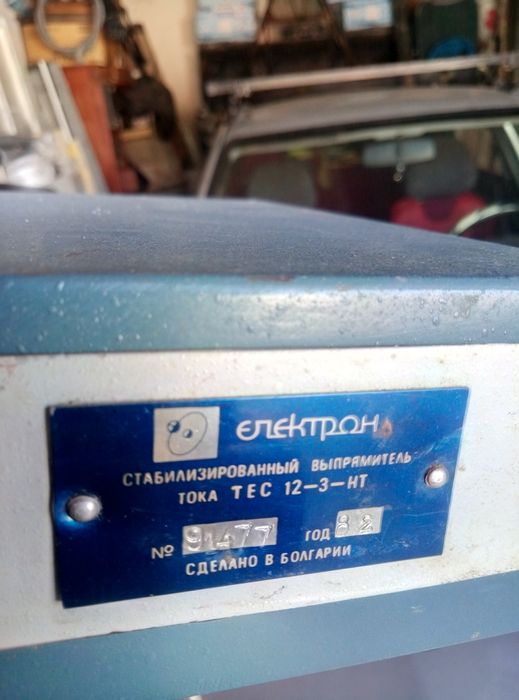 ЕЛЕКТРОН
СТАБИЛИЗИРОВАННЫЙ ВЫПРЯМИТЕЛЬ
ТОКА ТЕС 12-3-НТ
№ 91477 ГОД 82
СДЕЛАНО В БОЛГАРИИ